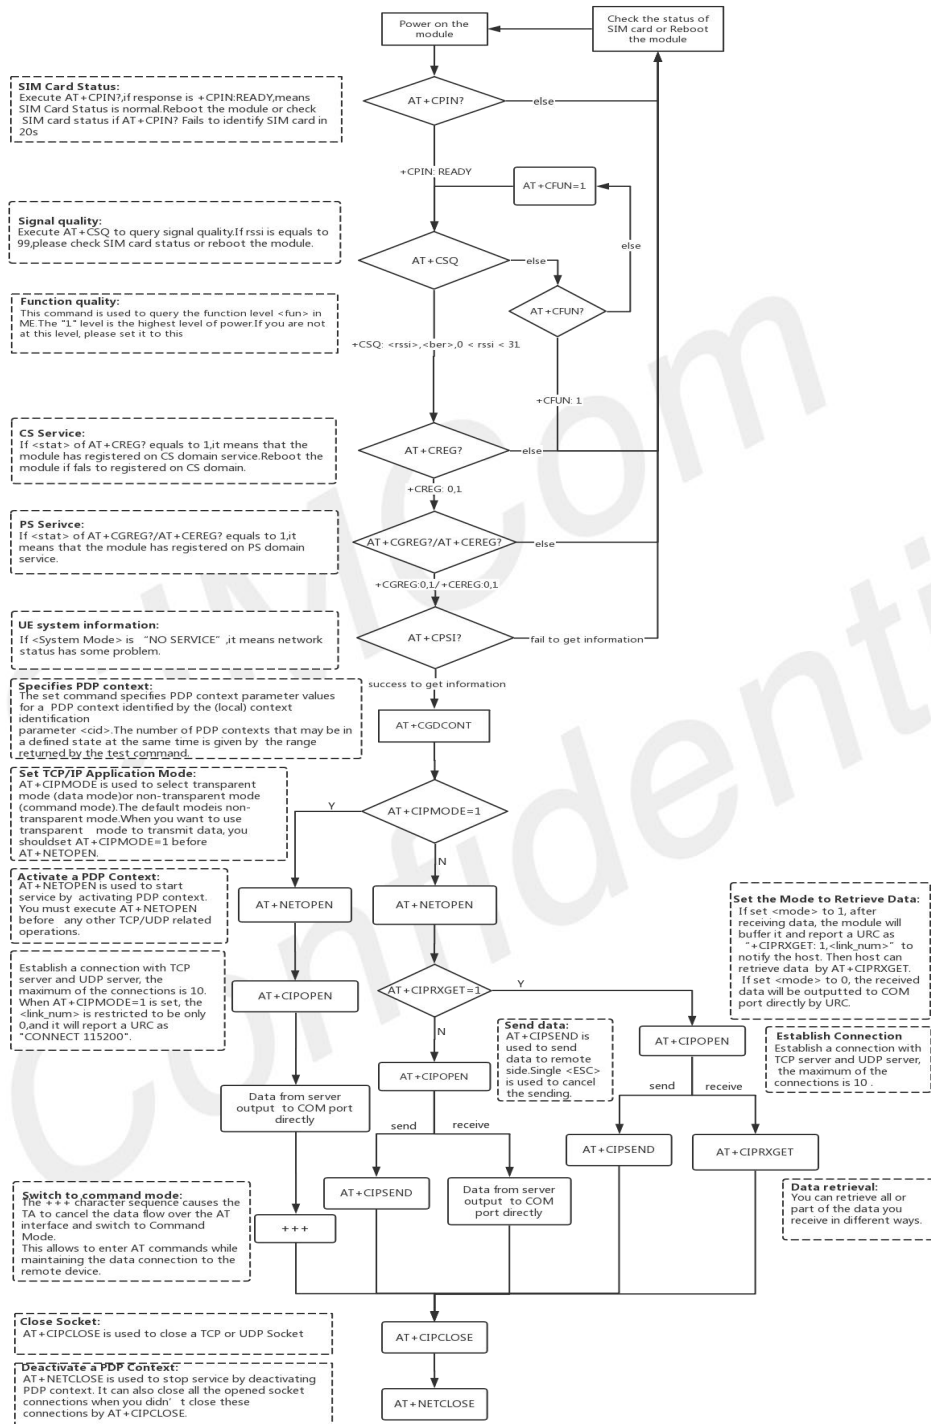 Power on the
module
Check the status of
SIM card or Reboot
the module
SIM Card Status:
Execute AT+CPIN?,if response is +CPIN:READY,means
SIM Card Status is normal.Reboot the module or check
SIM card status if AT+CPIN? Fails to identify SIM card in
20s
AT+CPIN?
else
+CPIN: READY
AT+CFUN=1
Signal quality:
Execute AT+CSQ to query signal quality.If rssi is equals to
99,please check SIM card status or reboot the module.
AT+CSQ
else
else
Function quality:
This command is used to query the function level <fun> in
ME.The "1" level is the highest level of power.If you are not
at this level, please set it to this
AT+CFUN?
+CSQ: <rssi>,<ber>,0 < rssi < 31
+CFUN: 1
CS Service:
If <stat> of AT+CREG? equals to 1,it means that the
module has registered on CS domain service.Reboot the
module if fals to registered on CS domain.
AT+CREG?
else
+CREG: 0,1
PS Serivce:
If <stat> of AT+CGREG?/AT+CEREG? equals to 1,it
means that the module has registered on PS domain
service.
AT+CGREG?/AT+CEREG?
else
+CGREG:0,1/ +CEREG:0,1
UE system information:
If <System Mode> is “NO SERVICE”,it means network
status has some problem.
AT+CPSI?
fail to get information
success to get information
Specifies PDP context:
The set command specifies PDP context parameter values
for a PDP context identified by the (local) context
identification
parameter <cid>.The number of PDP contexts that may be in
a defined state at the same time is given by the range
returned by the test command.
AT+CGDCONT
Set TCP/IP Application Mode:
AT+CIPMODE is used to select transparent
mode (data mode)or non-transparent mode
(command mode).The default modeis non-
transparent mode.When you want to use
transparent mode to transmit data, you
shouldset AT+CIPMODE=1 before
AT+NETOPEN.
Y
AT+CIPMODE=1
N
Activate a PDP Context:
AT+NETOPEN is used to start
service by activating PDP context.
You must execute AT+NETOPEN
before any other TCP/UDP related
operations.
AT+NETOPEN
AT+NETOPEN
Set the Mode to Retrieve Data:
If set <mode> to 1, after
receiving data, the module will
buffer it and report a URC as
“+CIPRXGET: 1,<link_num>” to
notify the host. Then host can
retrieve data by AT+CIPRXGET.
If set <mode> to 0, the received
data will be outputted to COM
port directly by URC.
Establish a connection with TCP
server and UDP server, the
maximum of the connections is 10.
When AT+CIPMODE=1 is set, the
<link_num> is restricted to be only
0,and it will report a URC as
"CONNECT 115200".
AT+CIPOPEN
AT+CIPRXGET=1
Y
N
Send data:
AT+CIPSEND is
used to send
data to remote
side.Single <ESC>
is used to cancel
the sending.
AT+CIPOPEN
Establish Connection
Establish a connection with
TCP server and UDP server,
the maximum of the
connections is 10 .
AT+CIPOPEN
send
receive
Data from server
output to COM port
directly
send
receive
AT+CIPSEND
AT+CIPRXGET
Switch to command mode:
The +++ character sequence causes the
TA to cancel the data flow over the AT
interface and switch to Command
Mode.
This allows to enter AT commands while
maintaining the data connection to the
remote device.
+++
AT+CIPSEND
Data from server
output to COM
port directly
Data retrieval:
You can retrieve all or
part of the data you
receive in different ways.
Close Socket:
AT+CIPCLOSE is used to close a TCP or UDP Socket
AT+CIPCLOSE
Deactivate a PDP Context:
AT+NETCLOSE is used to stop service by deactivating
PDP context. It can also close all the opened socket
connections when you didn’t close these
connections by AT+CIPCLOSE.
AT+NETCLOSE